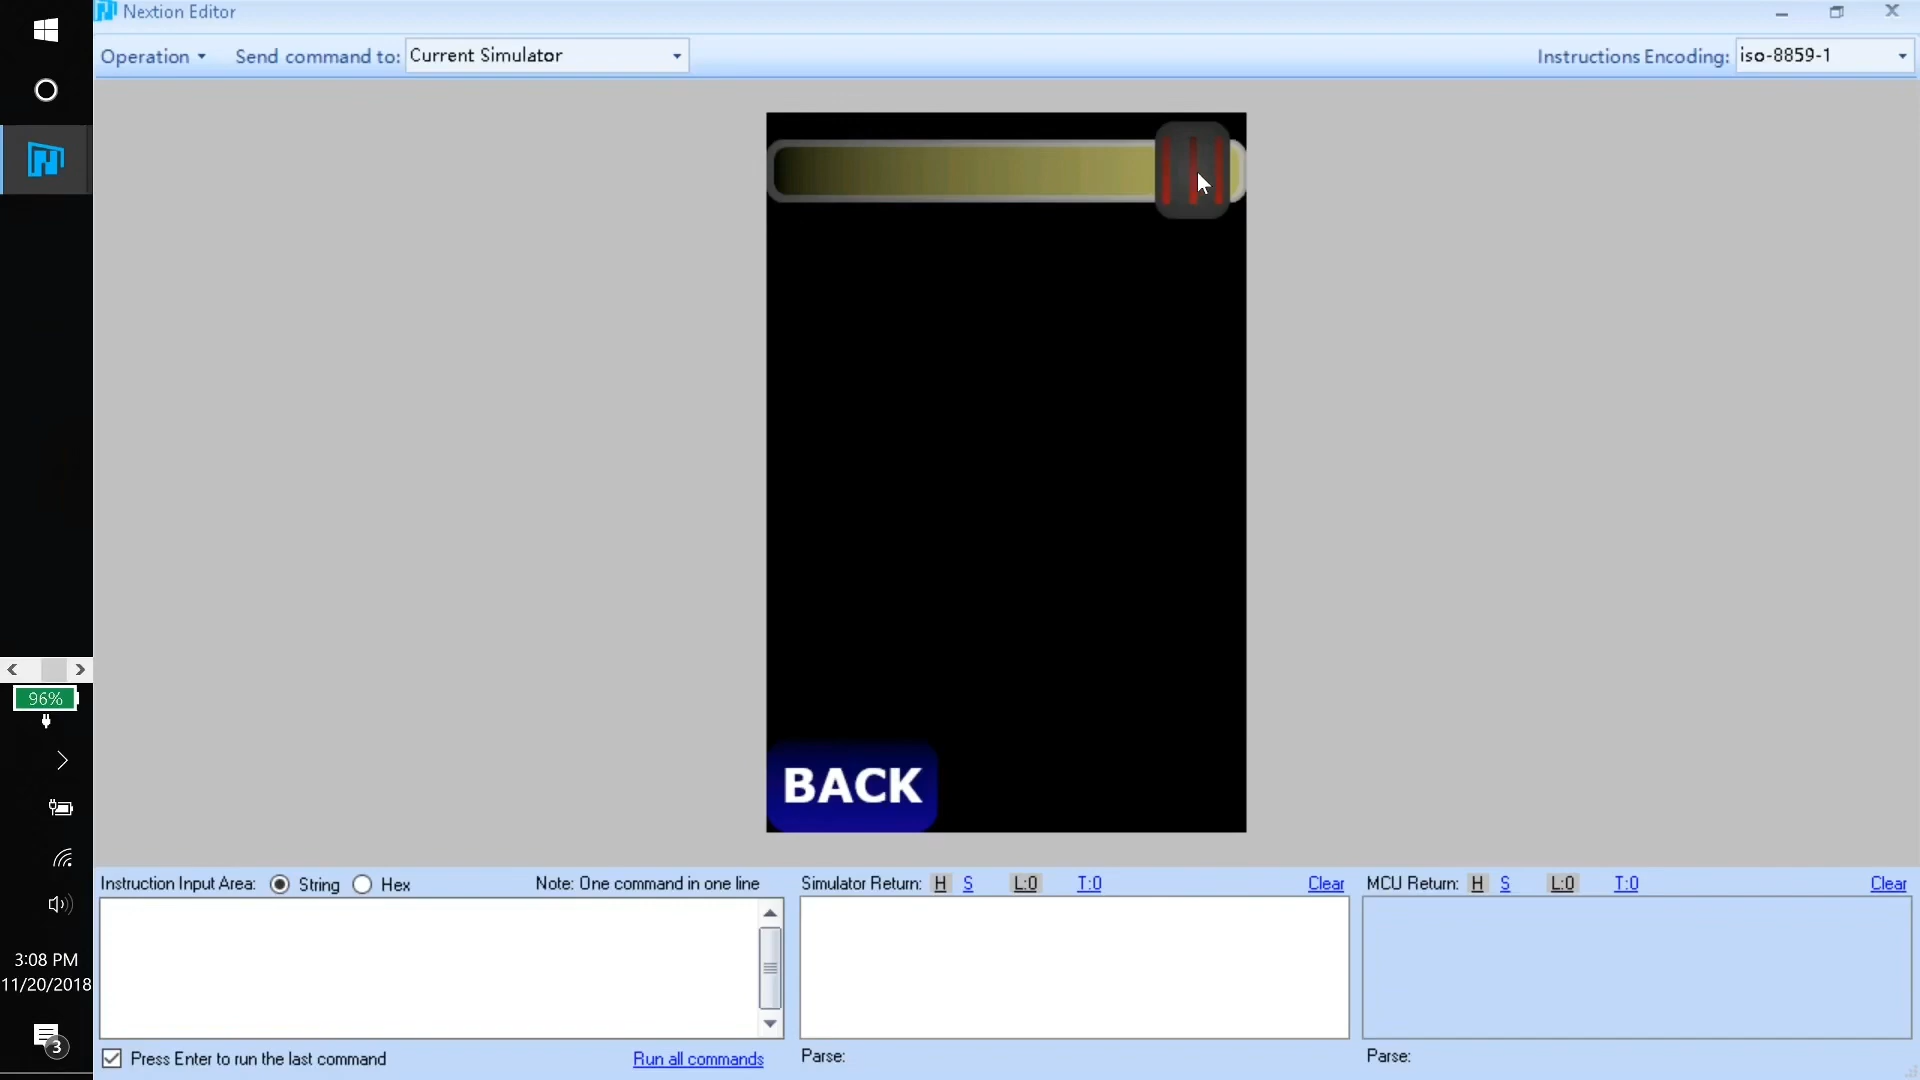 Nextion Editor
Operation Send command to: Current Simulator Instructions Encoding: iso-8859-1
BACK
96%
3:08 PM
11/20/2018
3
Instruction Input Area: String Hex Note: One command in one line
Simulator Return: H S L:0 T:0 Clear
MCU Return: H S L:0 T:0 Clear
Press Enter to run the last command Run all commands
Parse:
Parse: